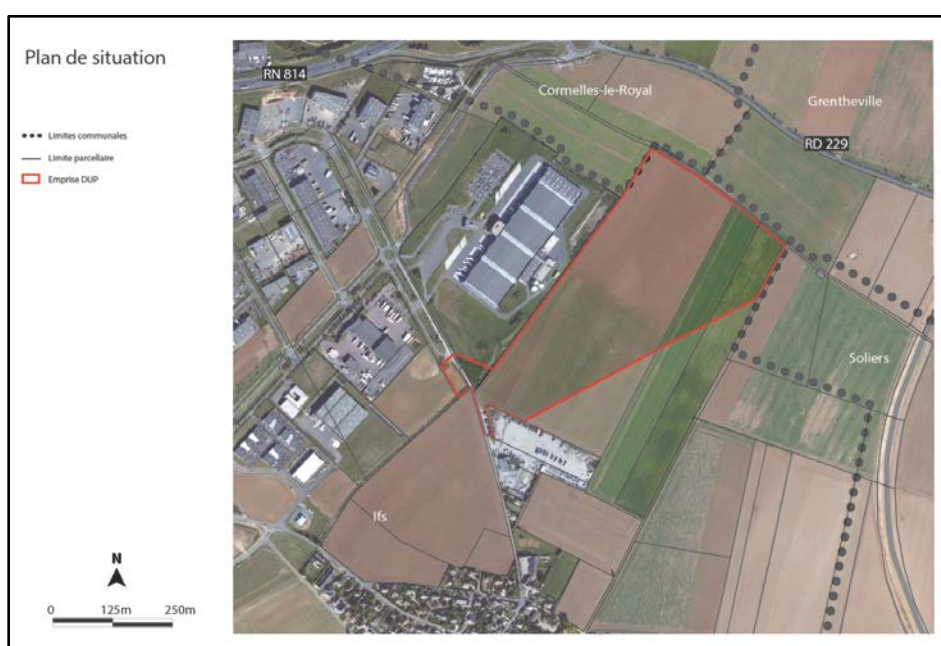 Plan de situation
Limites communales
Limite parcellaire
Emprise DUP
N
0 125m 250m
RN 814
Cormelles-le-Royal
Grentheville
RD 229
Soliers
Ifs